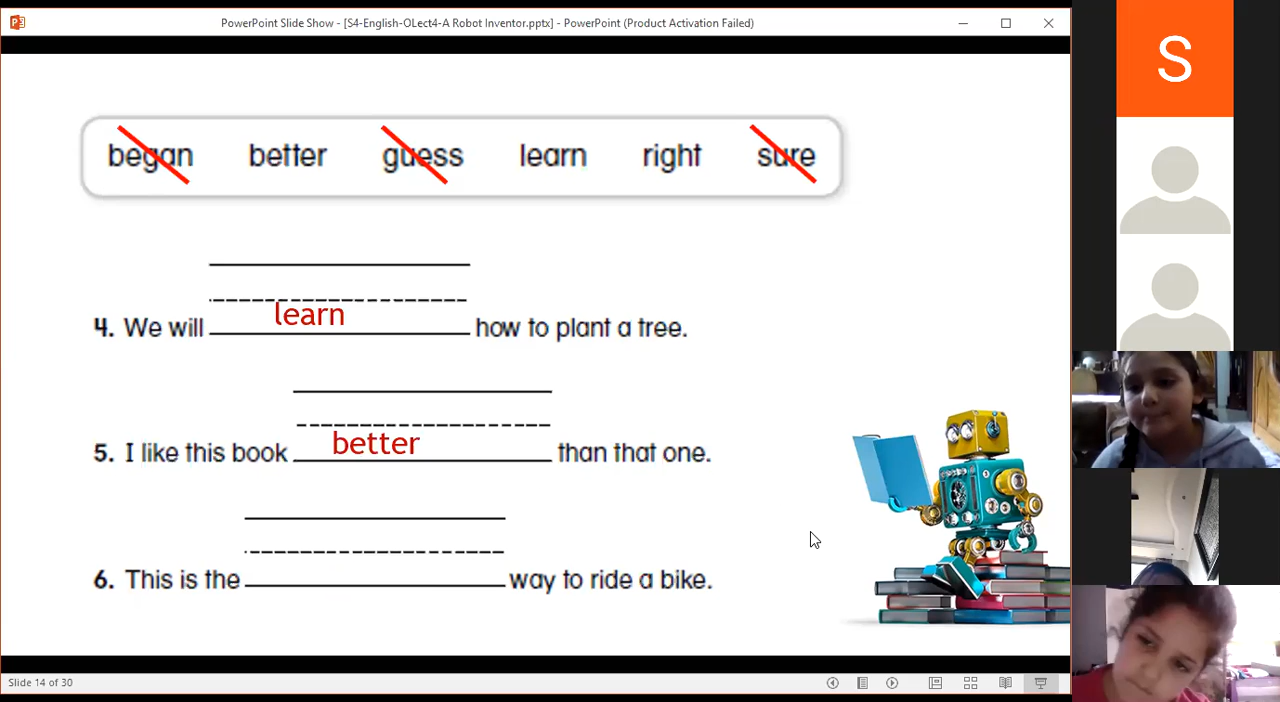 PowerPoint Slide Show - [S4-English-OLect4-A Robot Inventor.pptx] - PowerPoint (Product Activation Failed)
began better guess learn right sure
4. We will learn how to plant a tree.
5. I like this book better than that one.
6. This is the way to ride a bike.
Slide 14 of 30
S